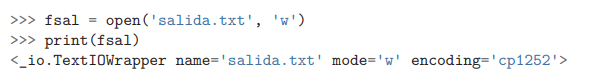 >>> fsal = open('salida.txt', 'w')
>>> print(fsal)
<_io.TextIOWrapper name='salida.txt' mode='w' encoding='cp1252'>